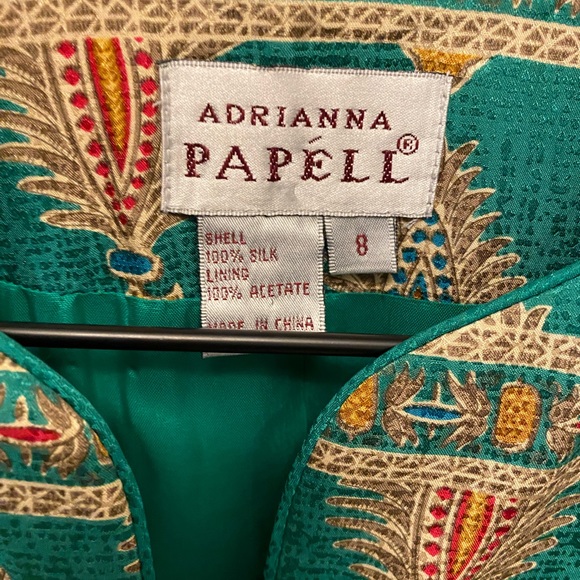 ADRIANNA
PAPÉLL®
SHELL
100% SILK
LINING
100% ACETATE
MADE IN CHINA
8